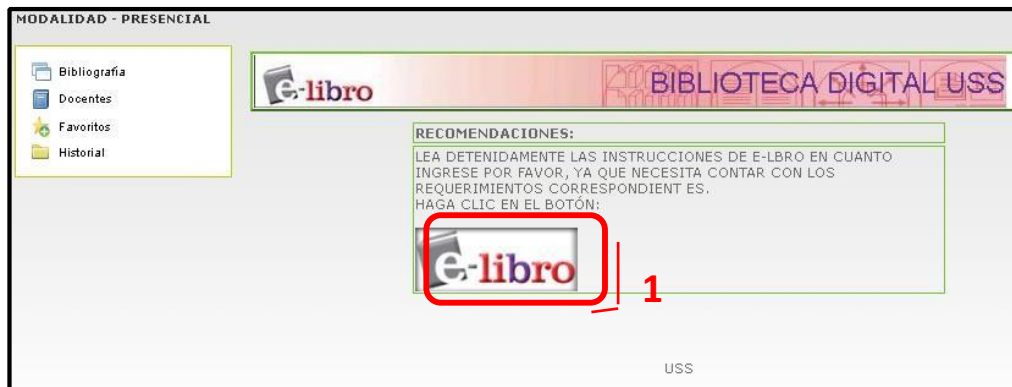 MODALIDAD - PRESENCIAL
Bibliografia
Docentes
Favoritos
Historial
e-libro
BIBLIOTECA DIGITAL USS
RECOMENDACIONES:
LEA DETENIDAMENTE LAS INSTRUCCIONES DE E-LBRO EN CUANTO
INGRESE POR FAVOR, YA QUE NECESITA CONTAR CON LOS
REQUERIMIENTOS CORRESPONDIENT ES.
HAGA CLIC EN EL BOTÓN:
e-libro
1
USS